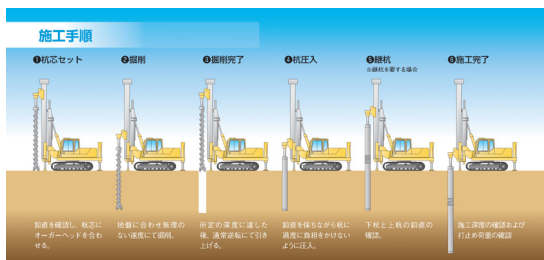 施工手順
❶杭芯セット
❷掘削
❸掘削完了
❹杭圧入
❺継杭
※継杭を要する場合
❻施工完了
鉛直を確認し、杭芯に
オーガーヘッドを合わ
せる。
地盤に合わせ無理の
ない速度にて掘削。
所定の深度に達した
後、通常逆転にて引き
上げる。
鉛直を保ちながら杭に
過度に負担をかけない
ように圧入。
下杭と上杭の鉛直の
確認。
施工深度の確認および
打止め荷重の確認